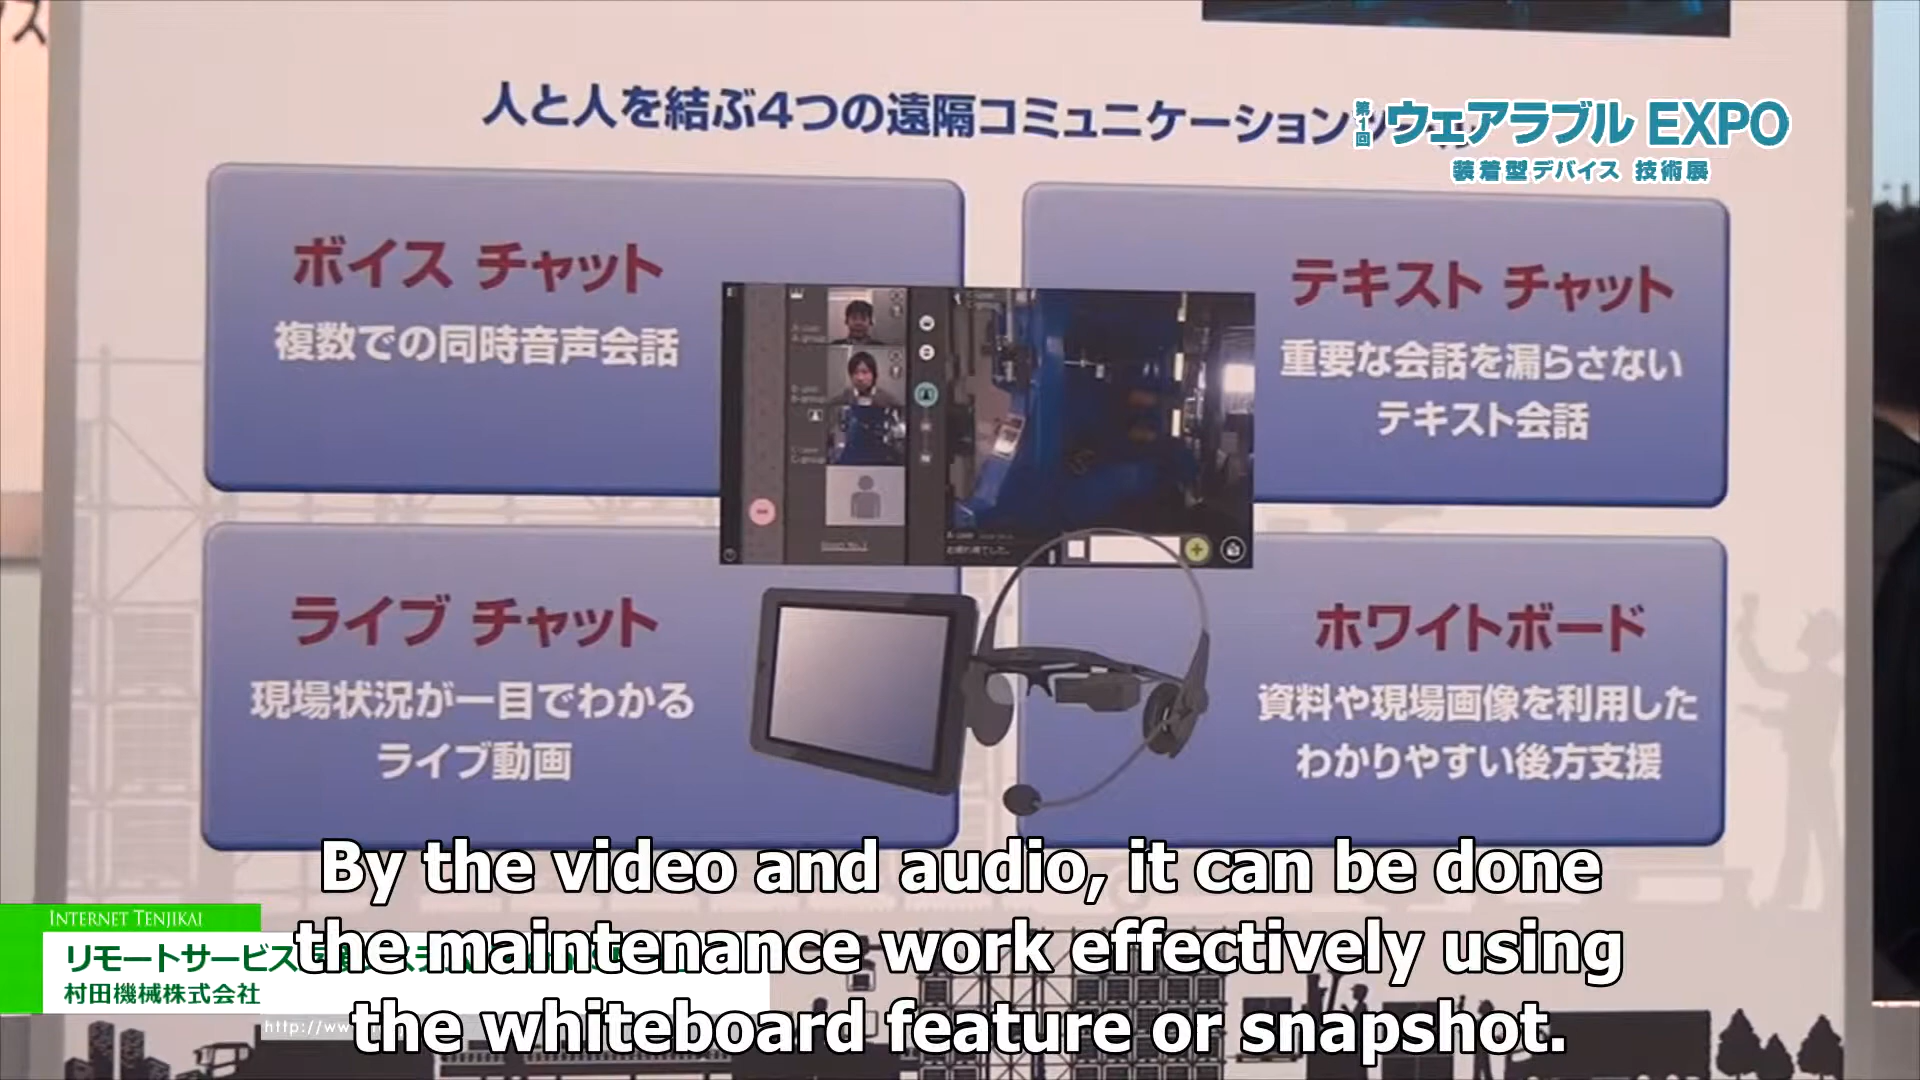 人と人を結ぶ4つの遠隔コミュニケーション
第1回 ウェアラブル EXPO
装着型デバイス 技術展
ボイス チャット
複数での同時音声会話
テキスト チャット
重要な会話を漏らさない
テキスト会話
ライブ チャット
現場状況が一目でわかる
ライブ動画
ホワイトボード
資料や現場画像を利用した
わかりやすい後方支援
By the video and audio, it can be done
the maintenance work effectively using
the whiteboard feature or snapshot.
INTERNET TENJIKAI
リモートサービス
村田機械株式会社
http://ww